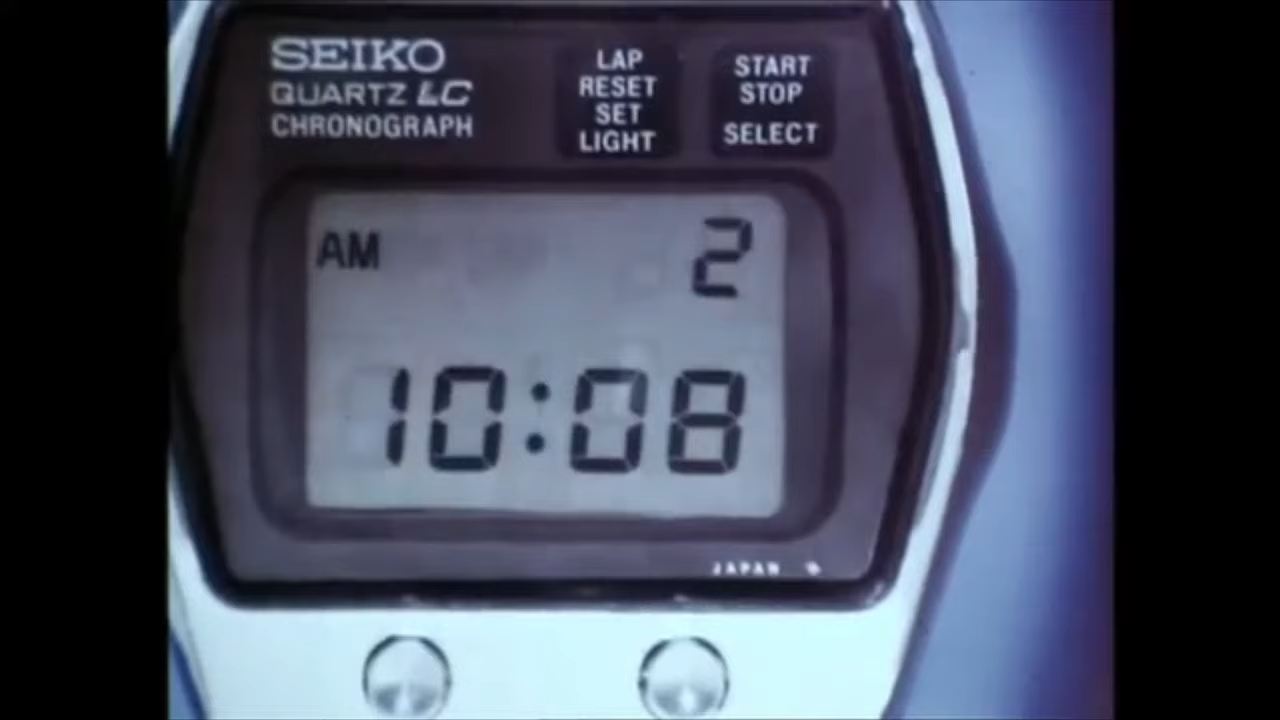 SEIKO
QUARTZ LC
CHRONOGRAPH
LAP
RESET
SET
LIGHT
START
STOP
SELECT
AM 2
10:08
JAPAN